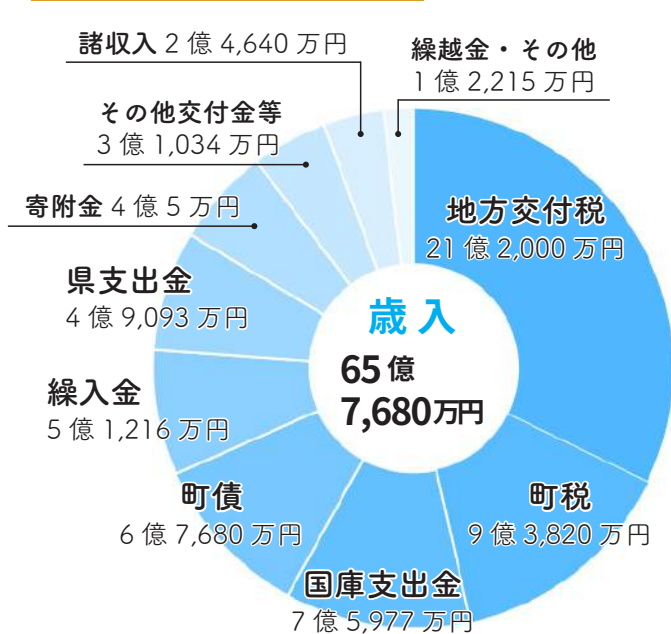 諸収入 2 億 4,640 万円
繰越金・その他
1 億 2,215 万円
その他交付金等
3 億 1,034 万円
寄附金 4 億 5 万円
地方交付税
21 億 2,000 万円
県支出金
4 億 9,093 万円
歳入
65億
7,680万円
繰入金
5 億 1,216 万円
町債
6 億 7,680 万円
町税
9 億 3,820 万円
国庫支出金
7 億 5,977 万円